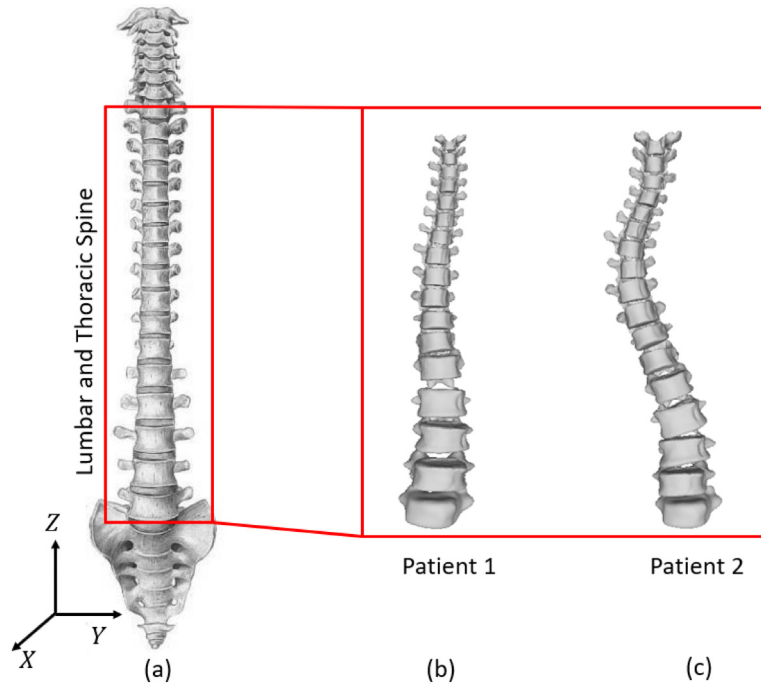 Lumbar and Thoracic Spine
Z
Y
X
Patient 1
Patient 2
(a)
(b)
(c)